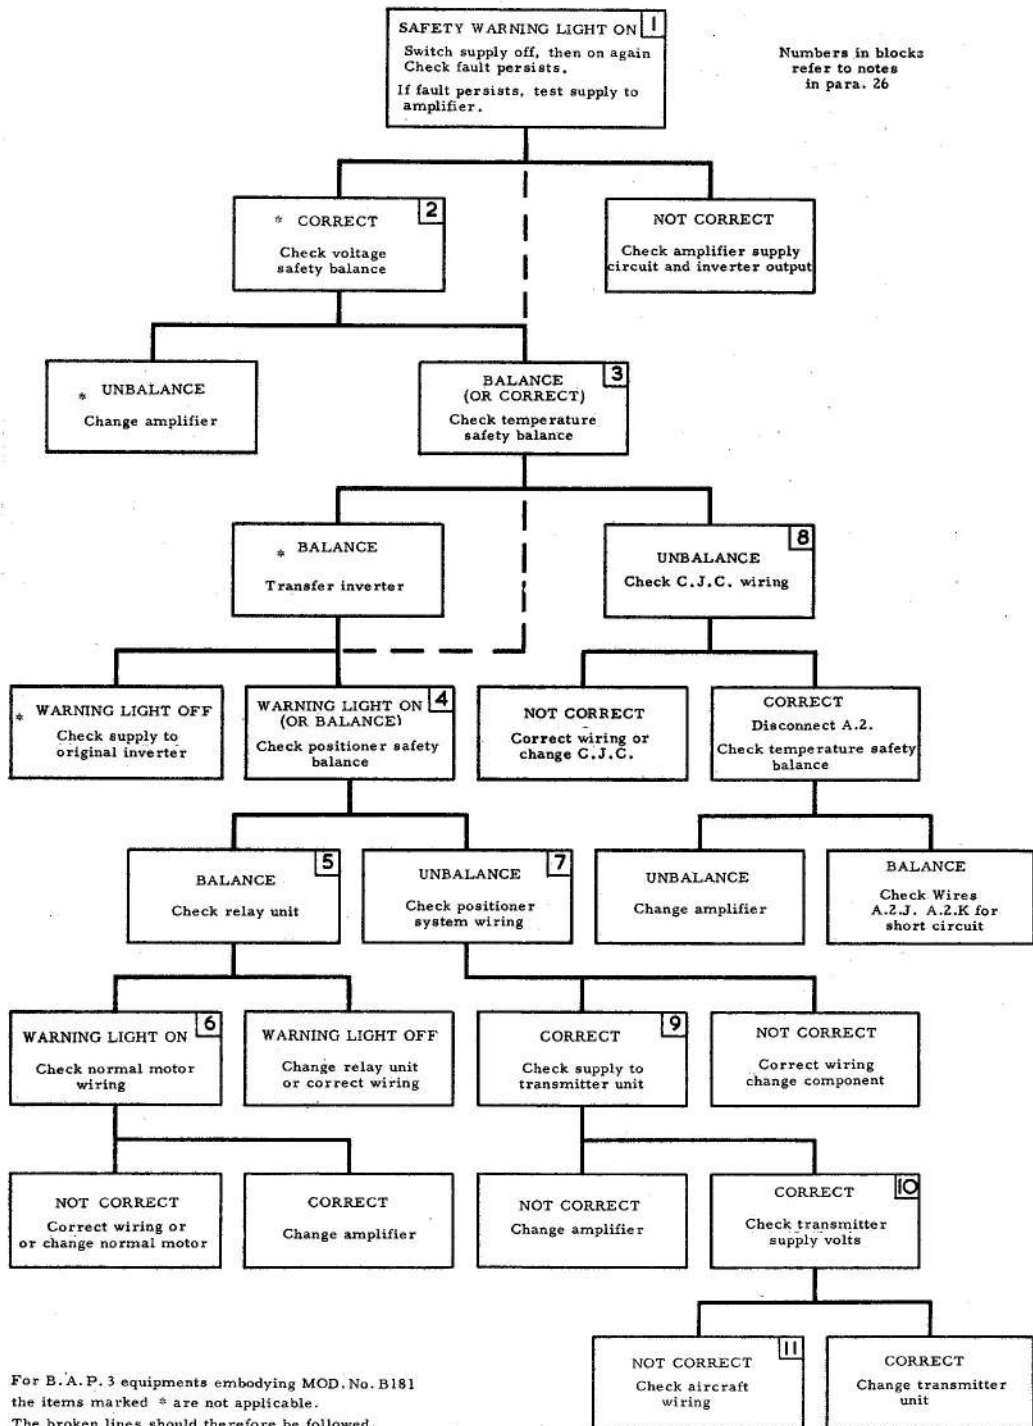 SAFETY WARNING LIGHT ON 1
Switch supply off, then on again
Check fault persists.
If fault persists, test supply to
amplifier.
Numbers in blocks
refer to notes
in para. 26
* CORRECT 2
Check voltage
safety balance
NOT CORRECT
Check amplifier supply
circuit and inverter output
* UNBALANCE
Change amplifier
BALANCE 3
(OR CORRECT)
Check temperature
safety balance
* BALANCE
Transfer inverter
UNBALANCE 8
Check C.J.C. wiring
* WARNING LIGHT OFF
Check supply to
original inverter
WARNING LIGHT ON 4
(OR BALANCE)
Check positioner safety
balance
NOT CORRECT
Correct wiring or
change C.J.C.
CORRECT
Disconnect A.2.
Check temperature safety
balance
BALANCE 5
Check relay unit
UNBALANCE 7
Check positioner
system wiring
UNBALANCE
Change amplifier
BALANCE
Check Wires
A.2.J. A.2.K for
short circuit
WARNING LIGHT ON 6
Check normal motor
wiring
WARNING LIGHT OFF
Change relay unit
or correct wiring
CORRECT 9
Check supply to
transmitter unit
NOT CORRECT
Correct wiring
change component
NOT CORRECT
Correct wiring or
or change normal motor
CORRECT
Change amplifier
NOT CORRECT
Change amplifier
CORRECT 10
Check transmitter
supply volts
NOT CORRECT 11
Check aircraft
wiring
CORRECT
Change transmitter
unit
For B.A.P.3 equipments embodying MOD.No.B181
the items marked * are not applicable.
The broken lines should therefore be followed.